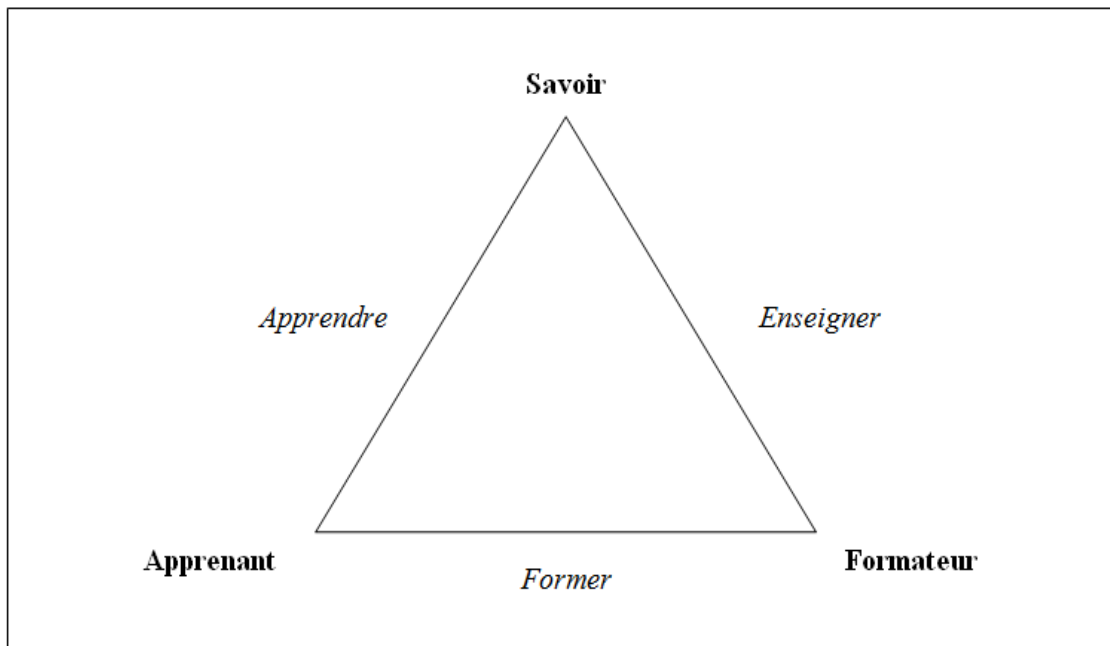 Savoir
Apprendre
Enseigner
Apprenant
Formateur
Former